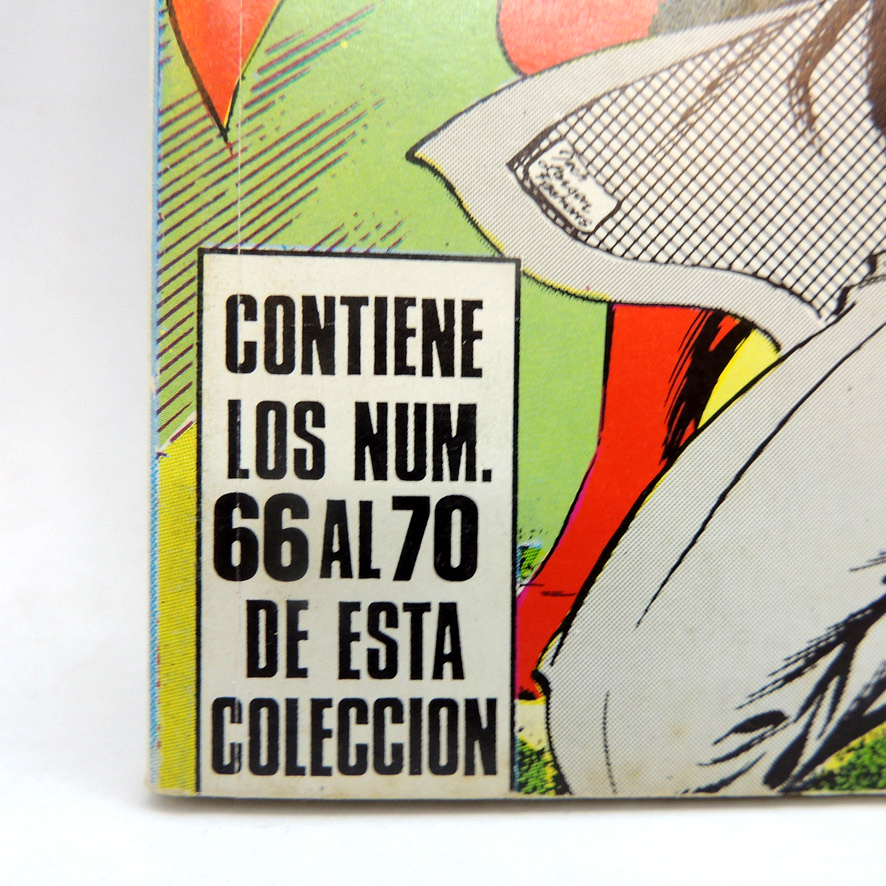 CONTIENE
LOS NUM.
66 AL 70
DE ESTA
COLECCION